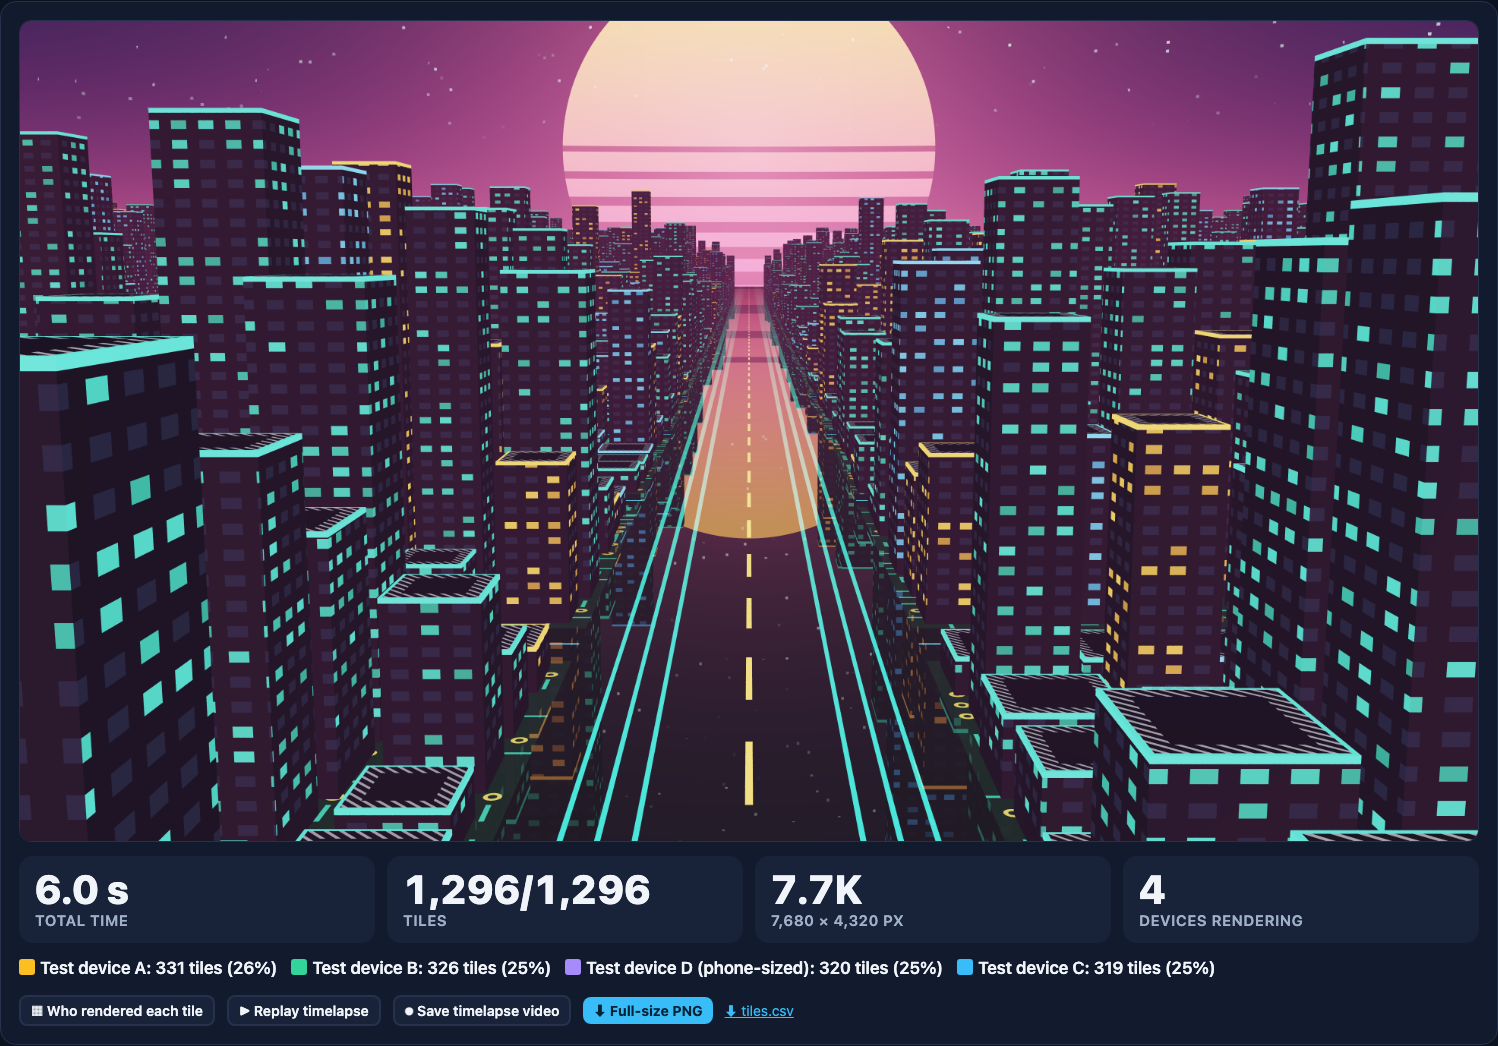 6.0 s
TOTAL TIME
1,296/1,296
TILES
7.7K
7,680 × 4,320 PX
4
DEVICES RENDERING
Test device A: 331 tiles (26%)
Test device B: 326 tiles (25%)
Test device D (phone-sized): 320 tiles (25%)
Test device C: 319 tiles (25%)
Who rendered each tile
Replay timelapse
Save timelapse video
Full-size PNG
tiles.csv